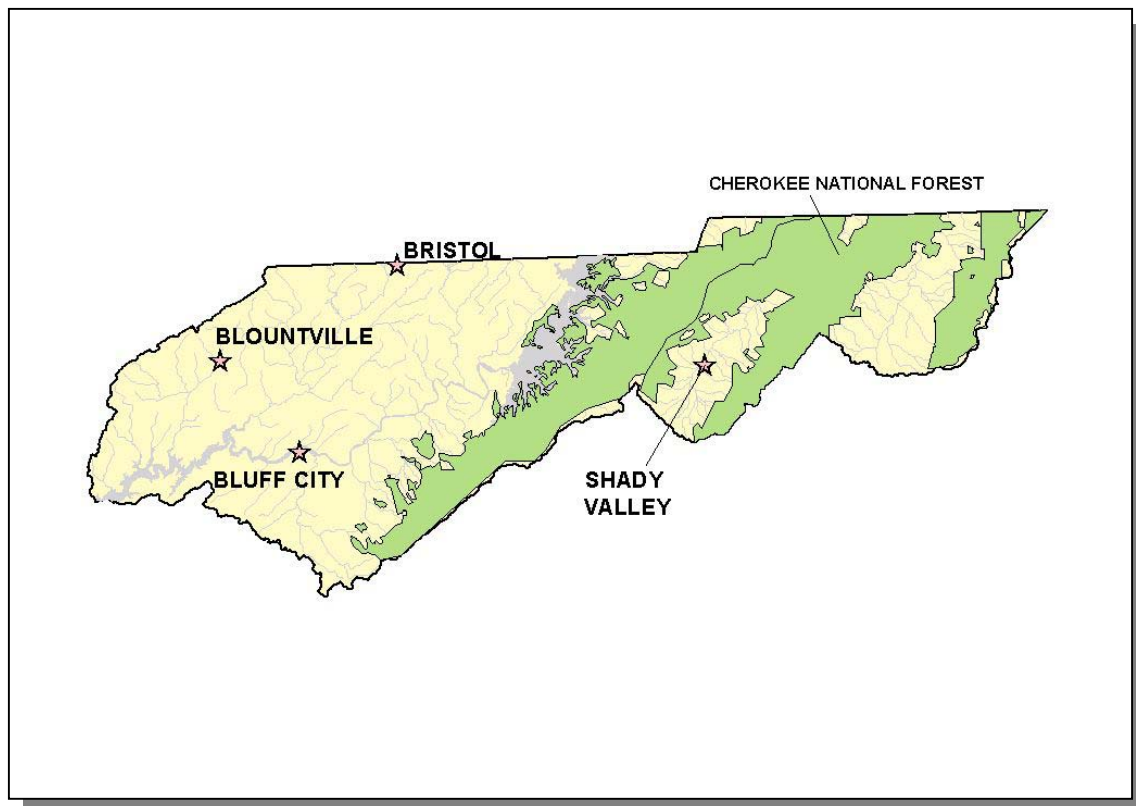 CHEROKEE NATIONAL FOREST
BRISTOL
BLOUNTVILLE
BLUFF CITY
SHADY
VALLEY